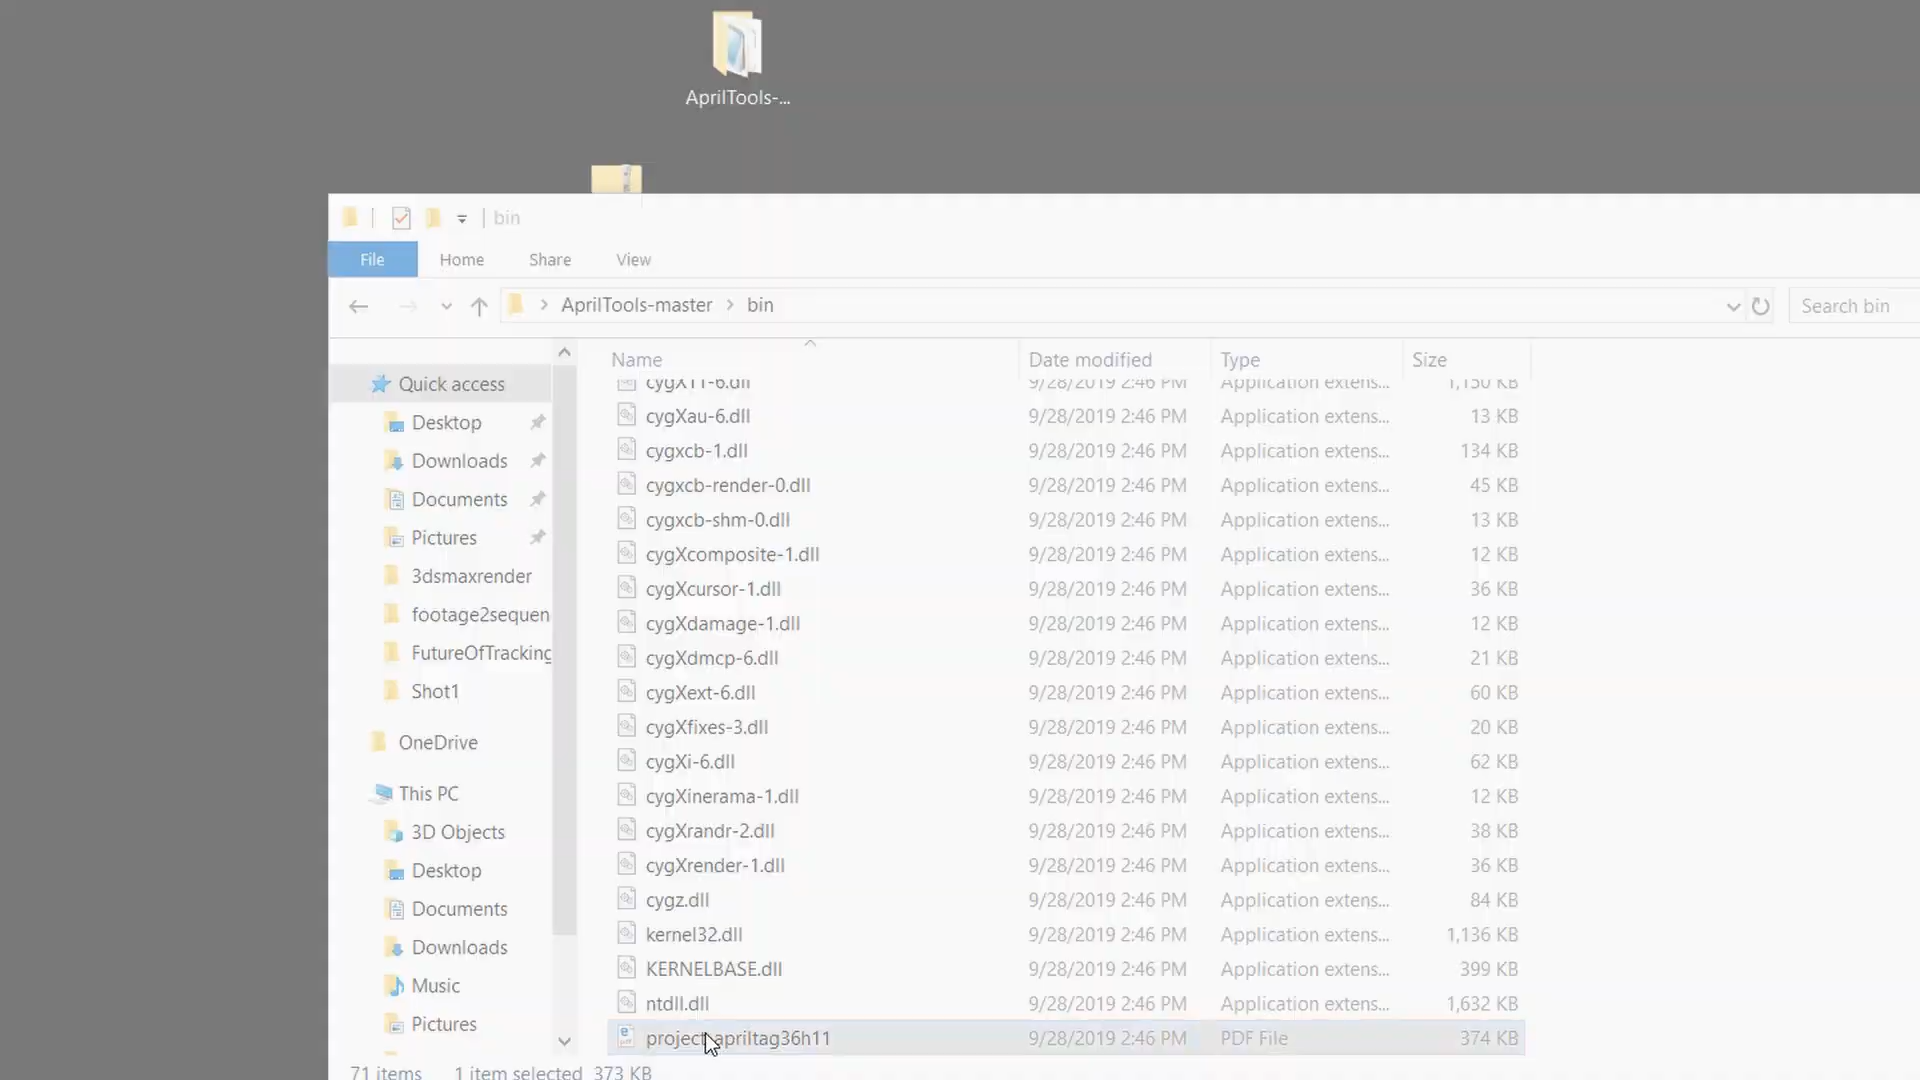 AprilTools-...
bin
File Home Share View
AprilTools-master bin
Search bin
Name Date modified Type Size
cygX11-6.dll 9/28/2019 2:46 PM Application extens... 1,150 KB
cygXau-6.dll 9/28/2019 2:46 PM Application extens... 13 KB
cygxcb-1.dll 9/28/2019 2:46 PM Application extens... 134 KB
cygxcb-render-0.dll 9/28/2019 2:46 PM Application extens... 45 KB
cygxcb-shm-0.dll 9/28/2019 2:46 PM Application extens... 13 KB
cygXcomposite-1.dll 9/28/2019 2:46 PM Application extens... 12 KB
cygXcursor-1.dll 9/28/2019 2:46 PM Application extens... 36 KB
cygXdamage-1.dll 9/28/2019 2:46 PM Application extens... 12 KB
cygXdmcp-6.dll 9/28/2019 2:46 PM Application extens... 21 KB
cygXext-6.dll 9/28/2019 2:46 PM Application extens... 60 KB
cygXfixes-3.dll 9/28/2019 2:46 PM Application extens... 20 KB
cygXi-6.dll 9/28/2019 2:46 PM Application extens... 62 KB
cygXinerama-1.dll 9/28/2019 2:46 PM Application extens... 12 KB
cygXrandr-2.dll 9/28/2019 2:46 PM Application extens... 38 KB
cygXrender-1.dll 9/28/2019 2:46 PM Application extens... 36 KB
cygz.dll 9/28/2019 2:46 PM Application extens... 84 KB
kernel32.dll 9/28/2019 2:46 PM Application extens... 1,136 KB
KERNELBASE.dll 9/28/2019 2:46 PM Application extens... 399 KB
ntdll.dll 9/28/2019 2:46 PM Application extens... 1,632 KB
project-apriltag36h11 9/28/2019 2:46 PM PDF File 374 KB
Quick access
Desktop
Downloads
Documents
Pictures
3dsmaxrender
footage2sequen
FutureOfTracking
Shot1
OneDrive
This PC
3D Objects
Desktop
Documents
Downloads
Music
Pictures
71 items 1 item selected 373 KB